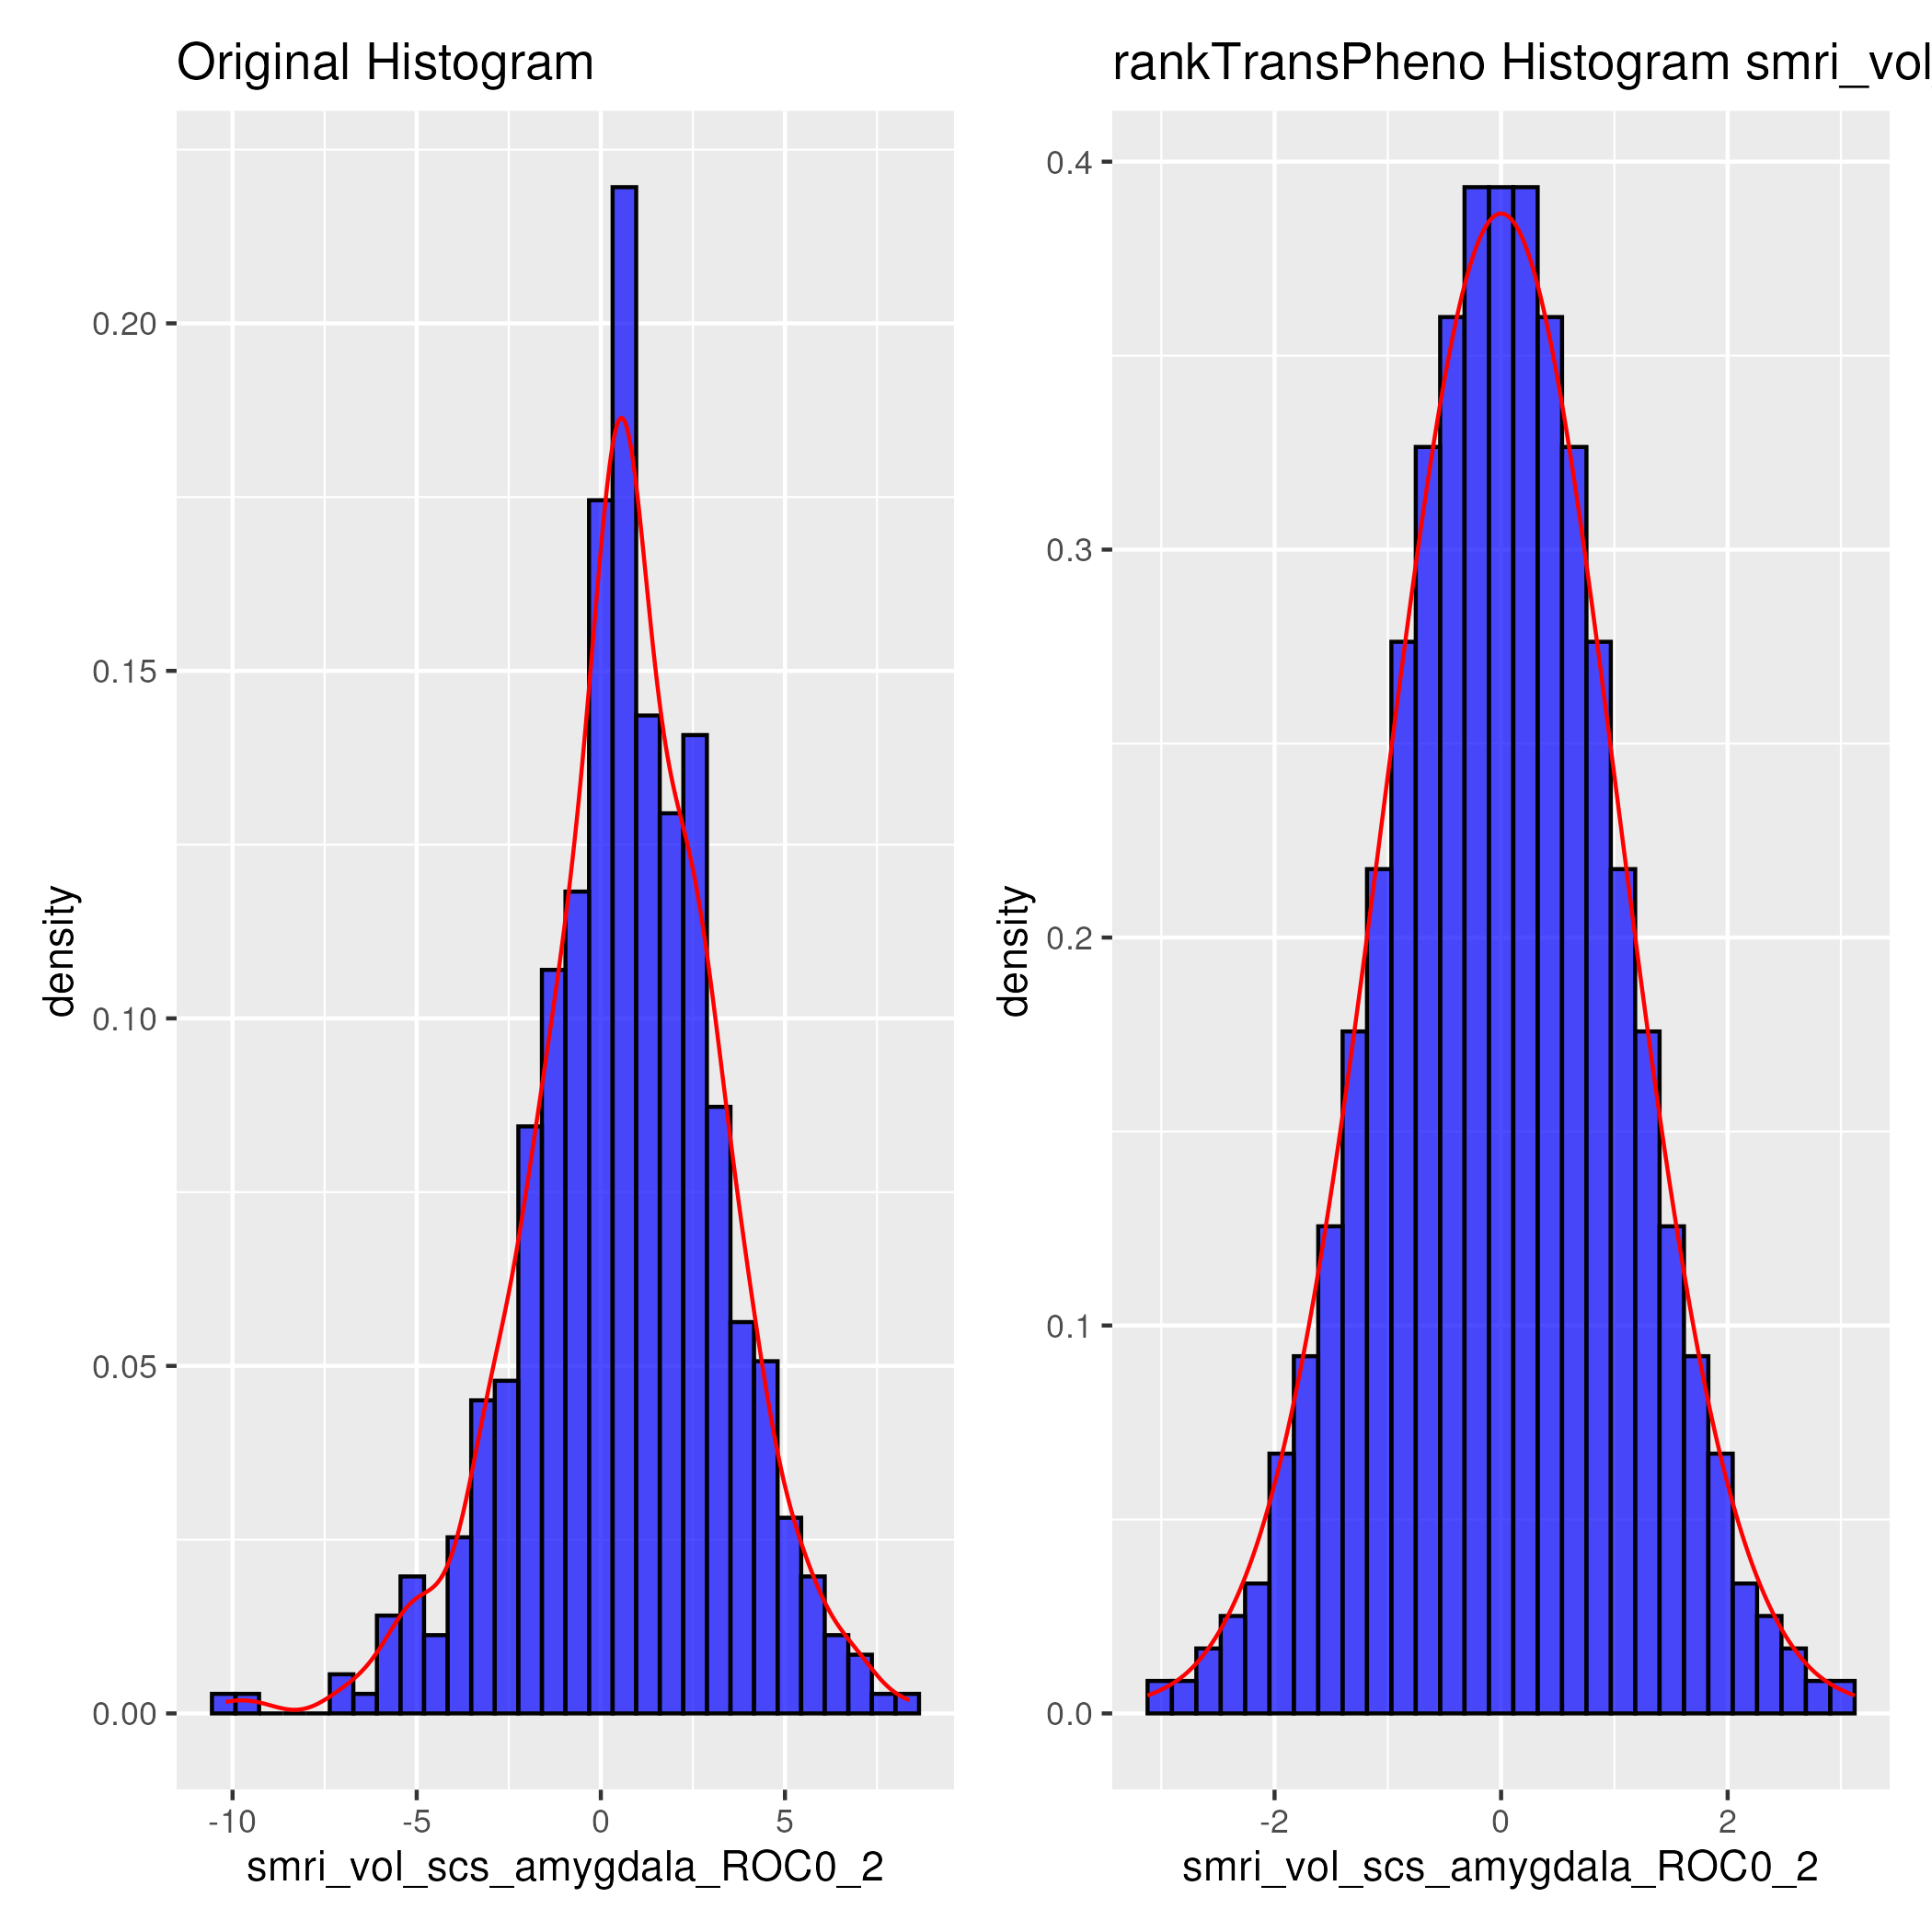 Original Histogram
density
0.20
0.15
0.10
0.05
0.00
-10 -5 0 5
smri_vol_scs_amygdala_ROC0_2
rankTransPheno Histogram smri_vol
density
0.4
0.3
0.2
0.1
0.0
-2 0 2
smri_vol_scs_amygdala_ROC0_2